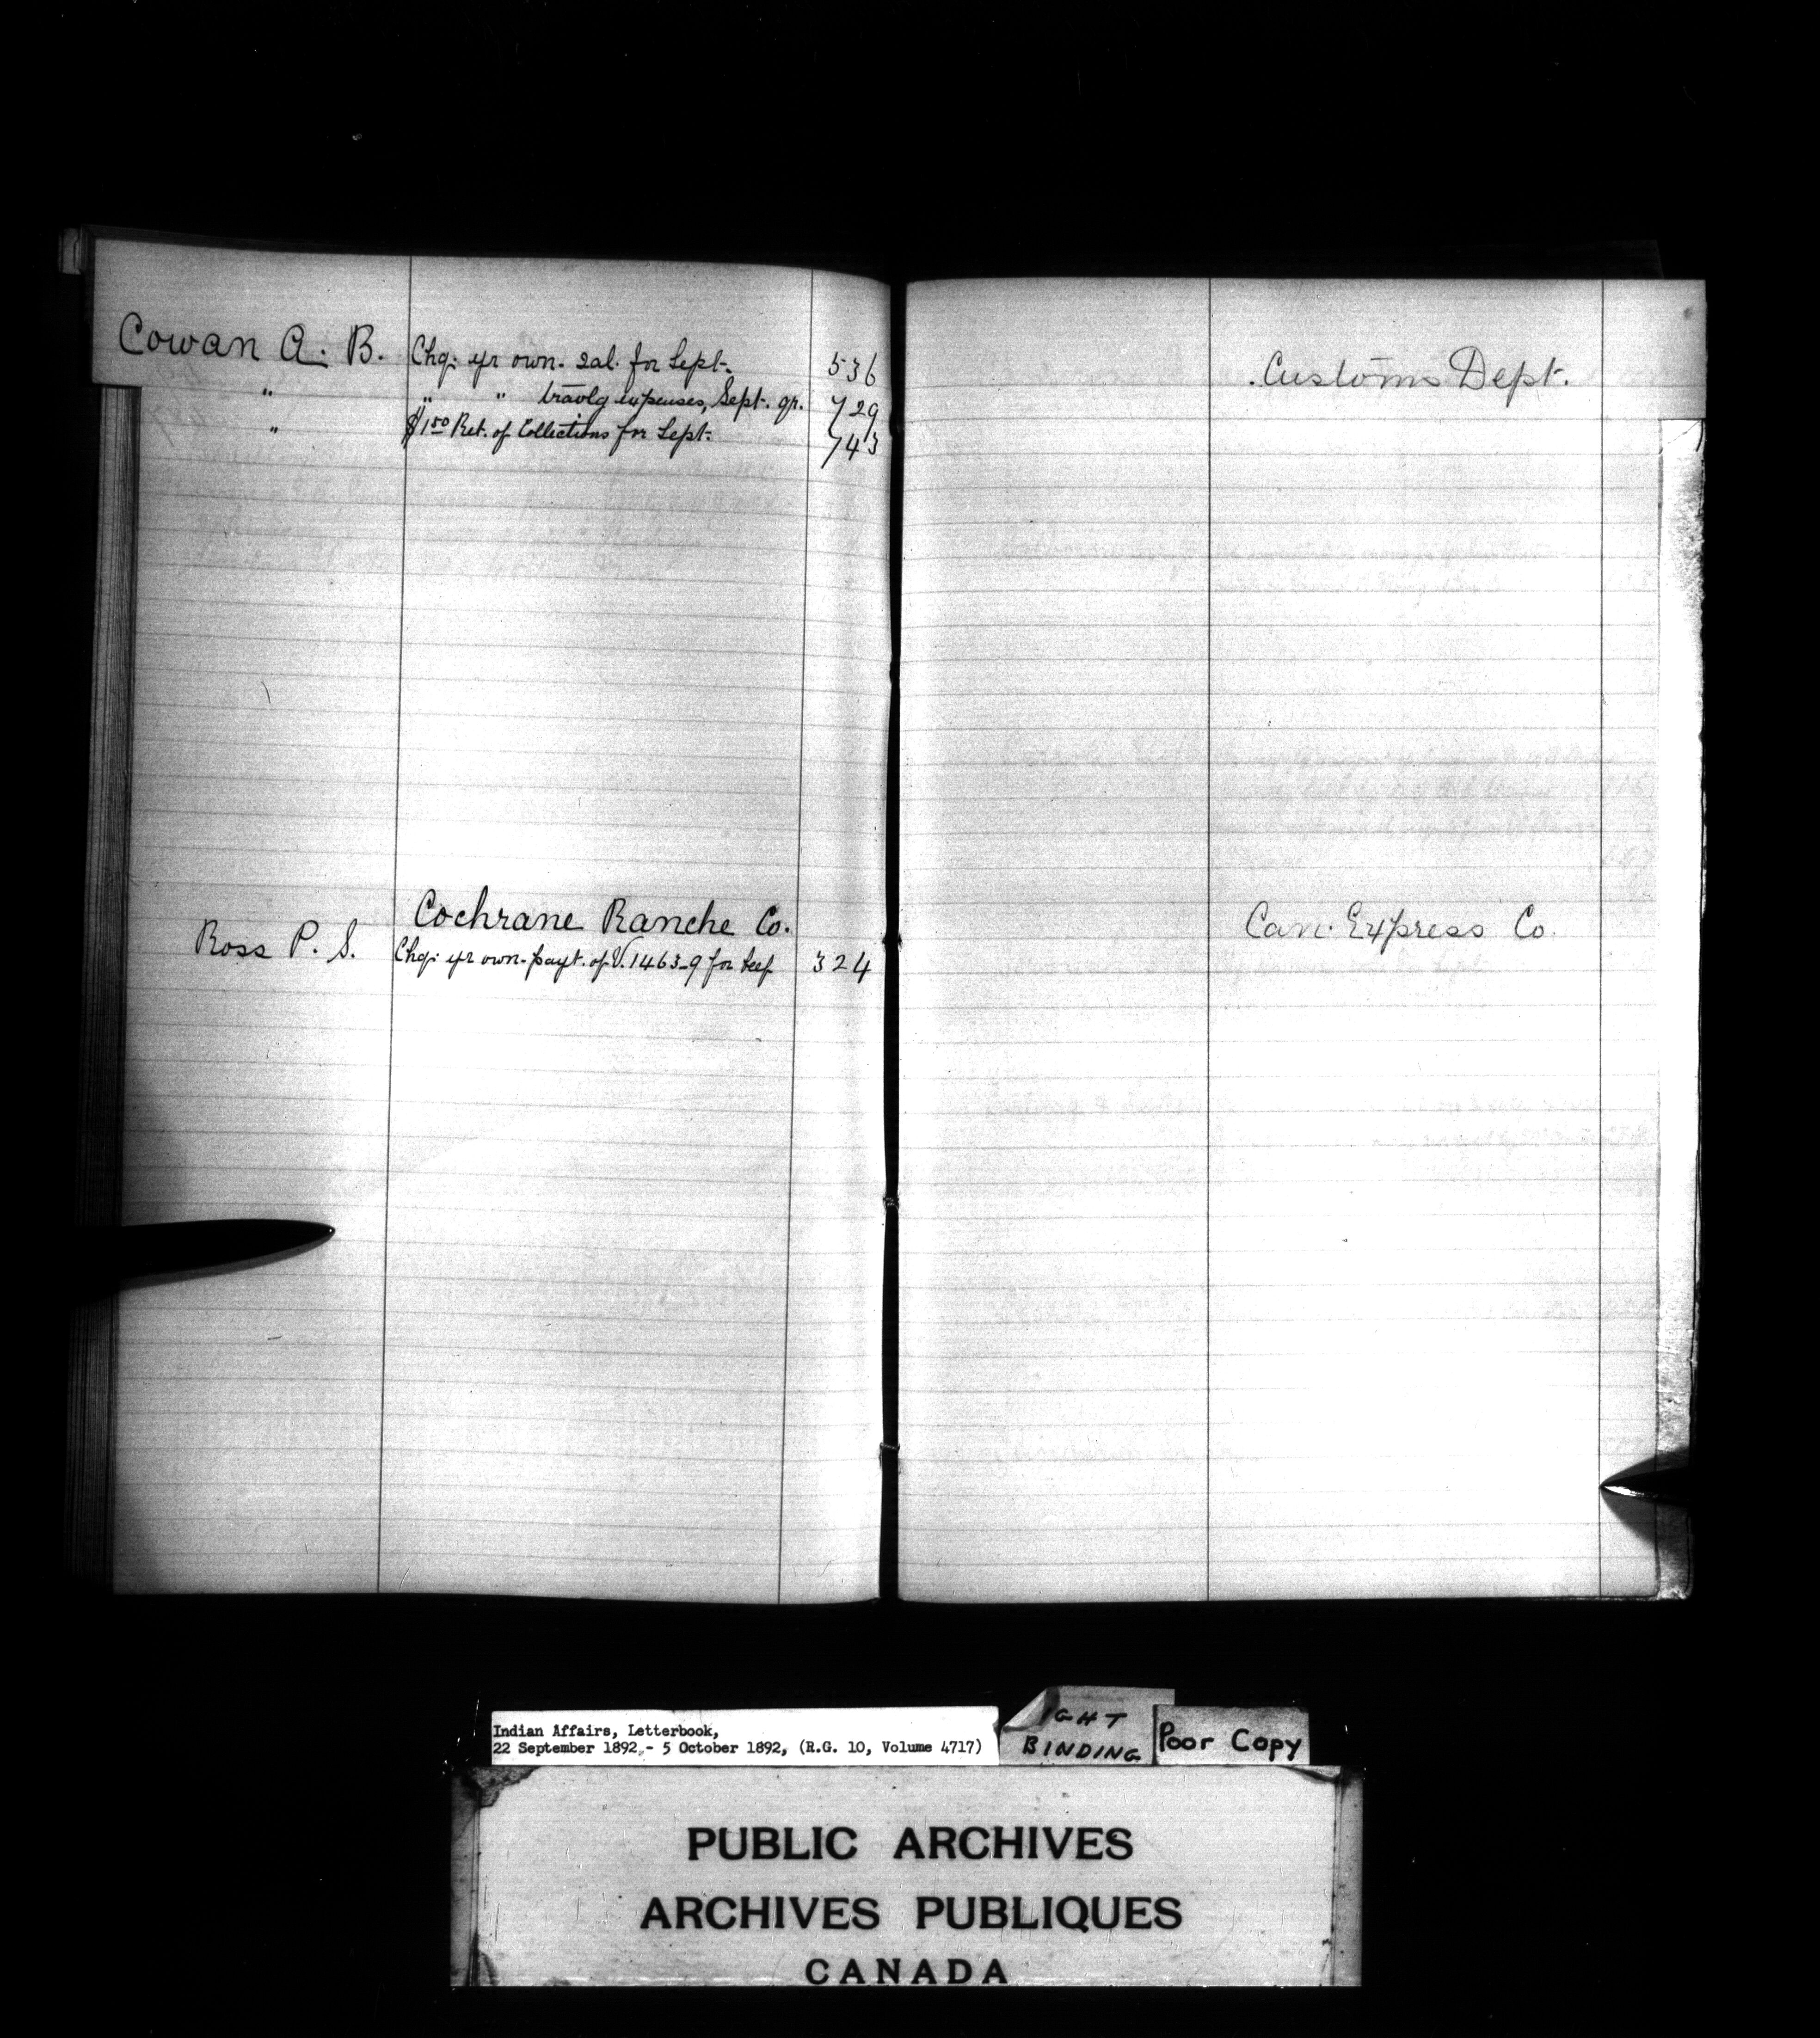 Cowan A. B. Chq. yr own. sal. for Sept. 536
" " " travlg expenses, Sept. qr. 729
" $1.50 Ret. of Collections for Sept. 743
Cochrane Ranche Co.
Ross P. S. Chq. yr own. payt. of V. 1463-9 for beef 324
Customs Dept.
Can. Express Co.
Indian Affairs, Letterbook,
22 September 1892 - 5 October 1892, (R.G. 10, Volume 4717)
GHT
BINDING
Poor Copy
PUBLIC ARCHIVES
ARCHIVES PUBLIQUES
CANADA